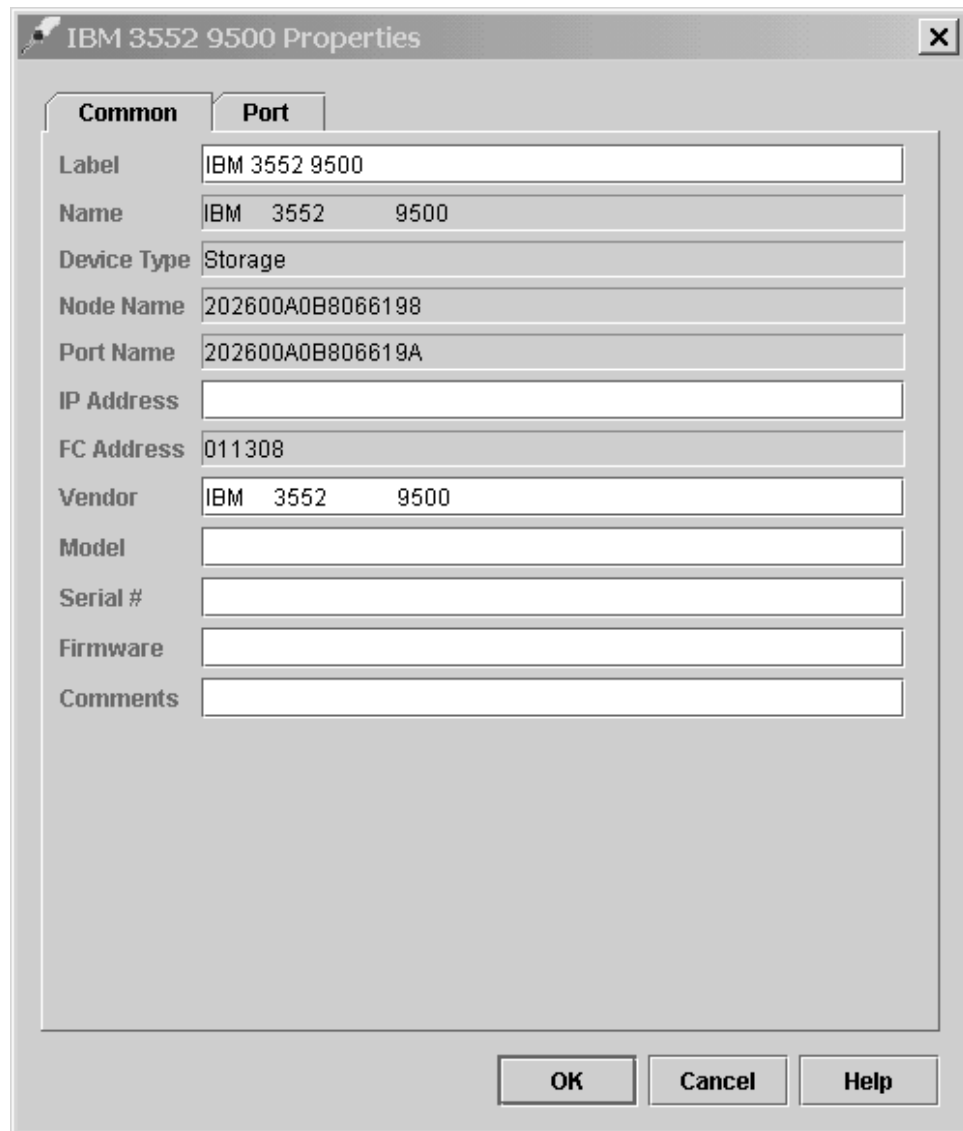 IBM 3552 9500 Properties
Common Port
Label IBM 3552 9500
Name IBM 3552 9500
Device Type Storage
Node Name 202600A0B8066198
Port Name 202600A0B806619A
IP Address
FC Address 011308
Vendor IBM 3552 9500
Model
Serial #
Firmware
Comments
OK Cancel Help